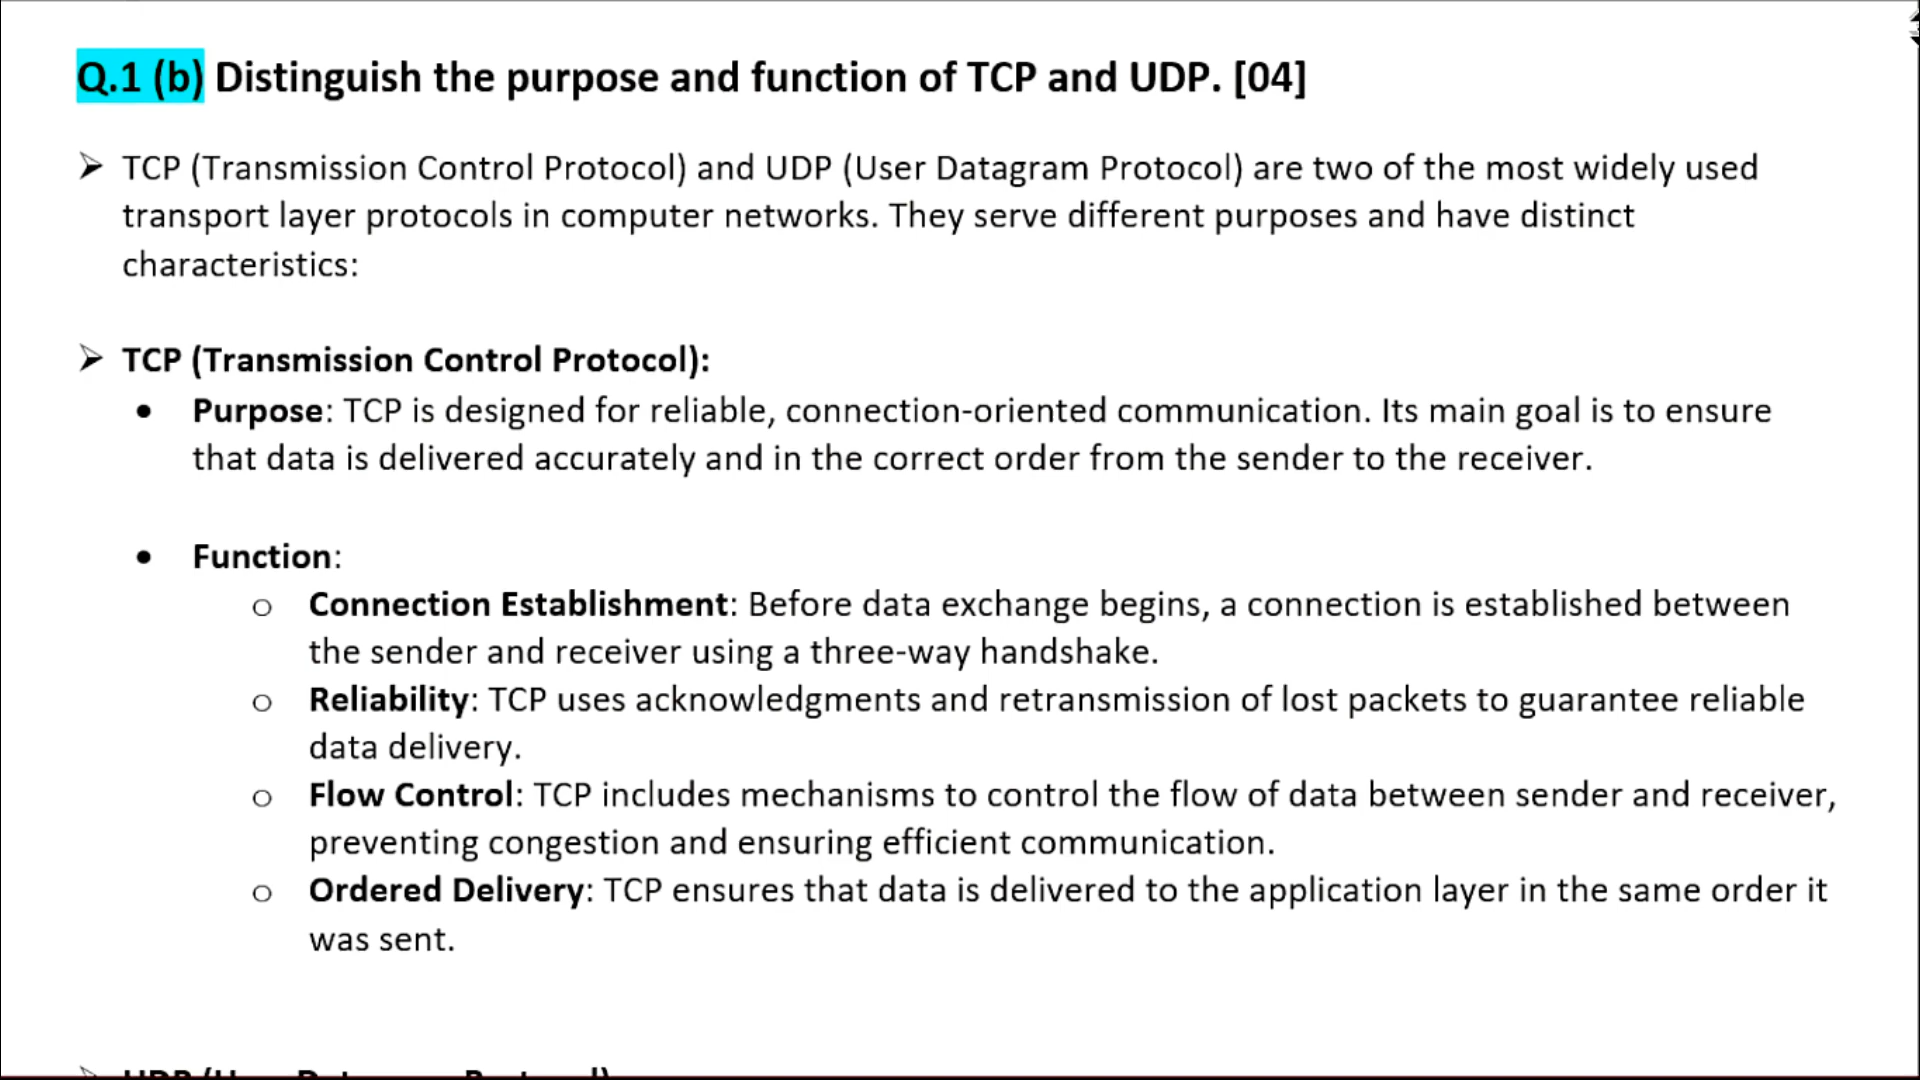 Q.1 (b) Distinguish the purpose and function of TCP and UDP. [04]
➢ TCP (Transmission Control Protocol) and UDP (User Datagram Protocol) are two of the most widely used
transport layer protocols in computer networks. They serve different purposes and have distinct
characteristics:
➢ TCP (Transmission Control Protocol):
• Purpose: TCP is designed for reliable, connection-oriented communication. Its main goal is to ensure
that data is delivered accurately and in the correct order from the sender to the receiver.
• Function:
o Connection Establishment: Before data exchange begins, a connection is established between
the sender and receiver using a three-way handshake.
o Reliability: TCP uses acknowledgments and retransmission of lost packets to guarantee reliable
data delivery.
o Flow Control: TCP includes mechanisms to control the flow of data between sender and receiver,
preventing congestion and ensuring efficient communication.
o Ordered Delivery: TCP ensures that data is delivered to the application layer in the same order it
was sent.
➢ UDP (User Datagram Protocol)